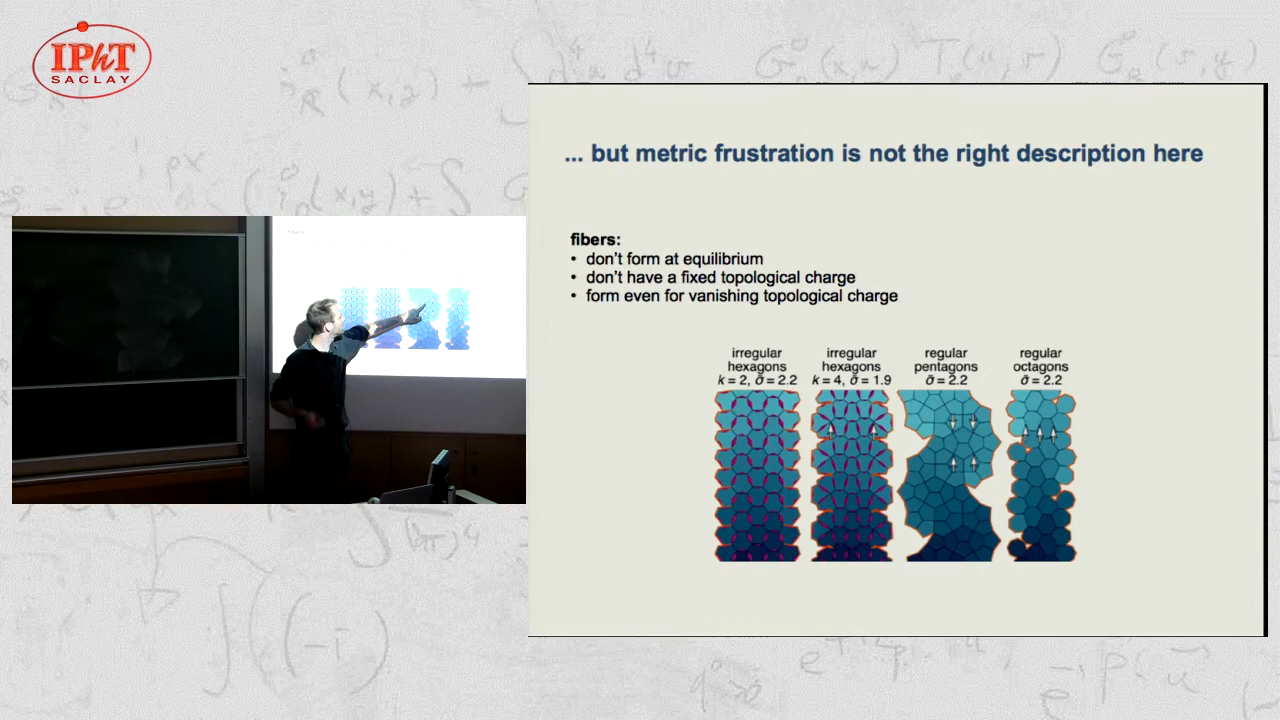 IPhT
SACLAY
... but metric frustration is not the right description here
fibers:
• don't form at equilibrium
• don't have a fixed topological charge
• form even for vanishing topological charge
irregular hexagons k = 2, σ̄ = 2.2
irregular hexagons k = 4, σ̄ = 1.9
regular pentagons σ̄ = 2.2
regular octagons σ̄ = 2.2